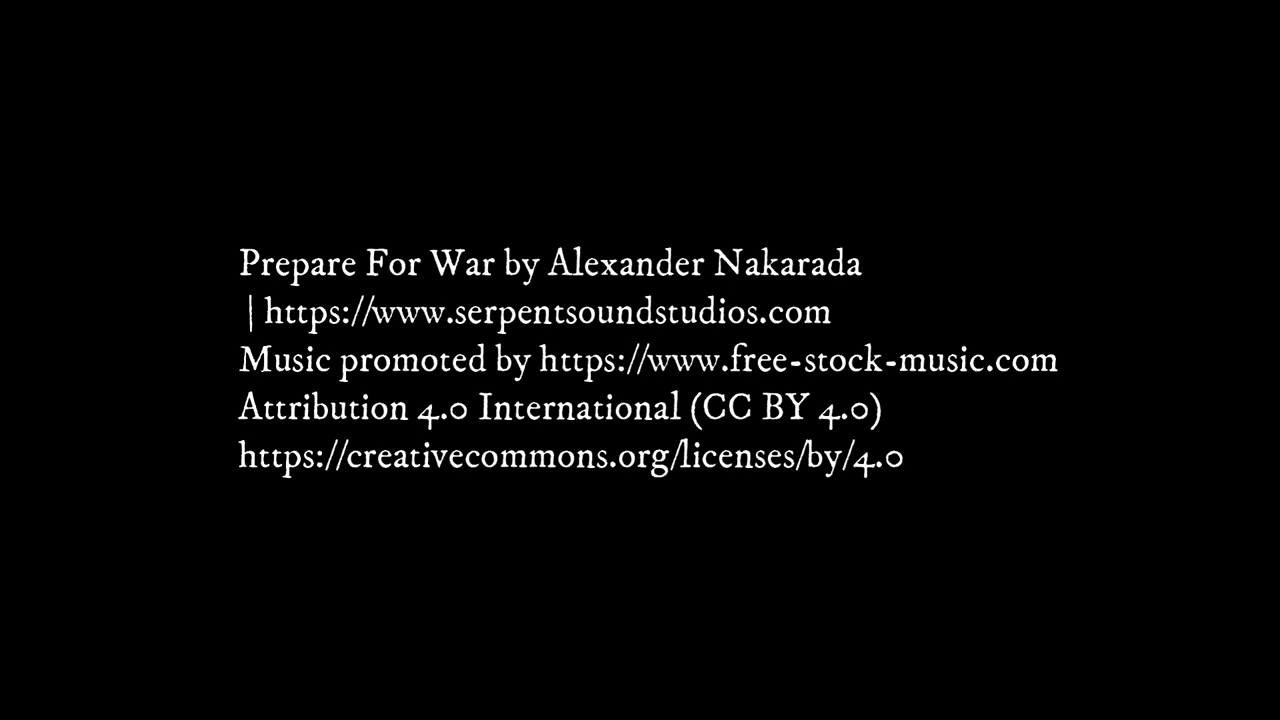 Prepare For War by Alexander Nakarada
| https://www.serpentsoundstudios.com
Music promoted by https://www.free-stock-music.com
Attribution 4.0 International (CC BY 4.0)
https://creativecommons.org/licenses/by/4.0